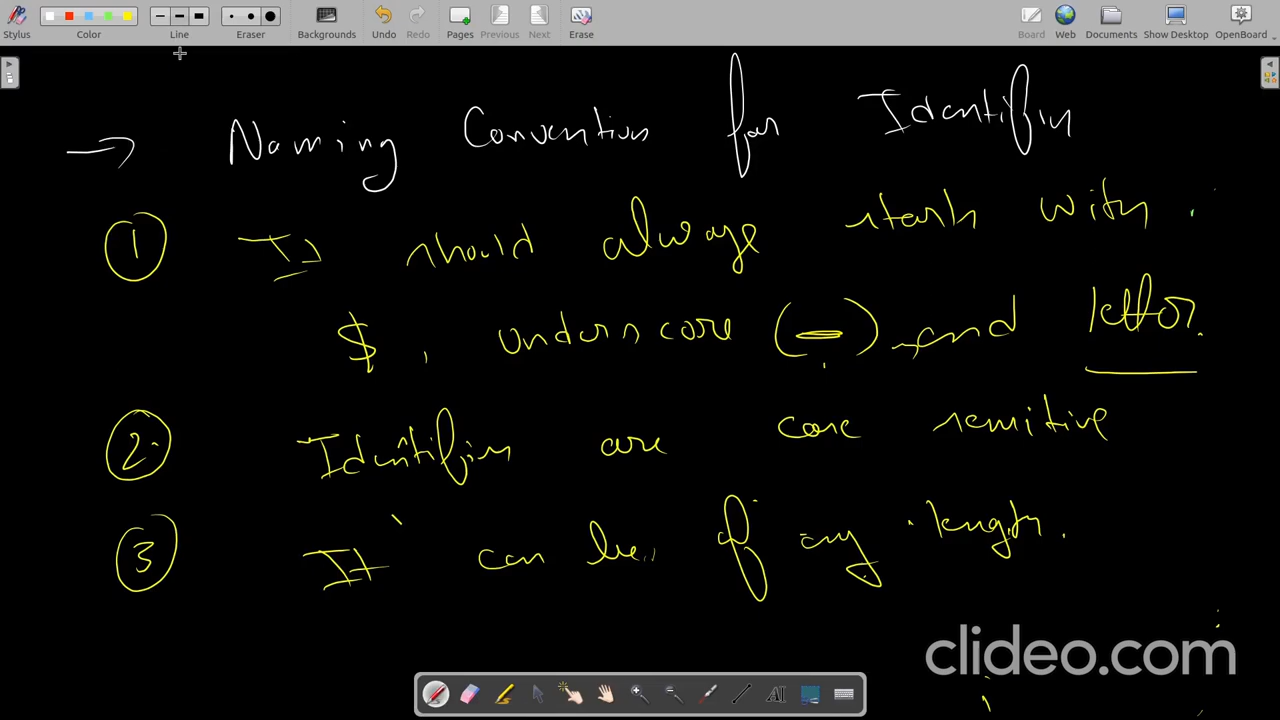 Stylus Color Line Eraser Backgrounds Undo Redo Pages Previous Next Erase Board Web Documents Show Desktop OpenBoard
→ Naming Convention for Identifier
① It should always starts with
$, underscore (_) and letter.
② Identifier are case sensitive
③ It can be of any length.
clideo.com